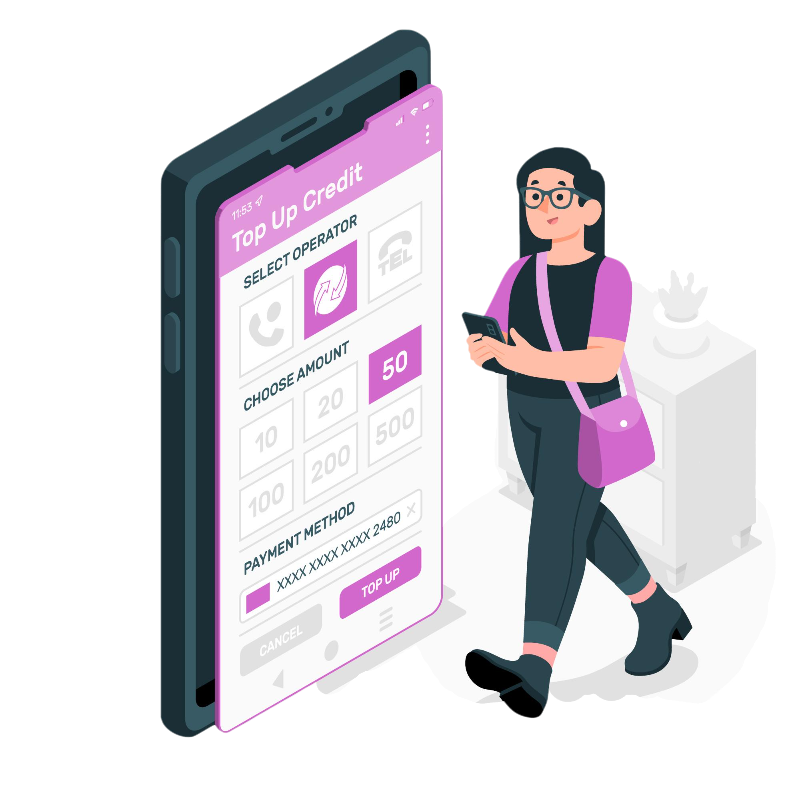 11:53
Top Up Credit
SELECT OPERATOR
TEL
CHOOSE AMOUNT
10 20 50
100 200 500
PAYMENT METHOD
XXXX XXXX XXXX 2480
CANCEL TOP UP